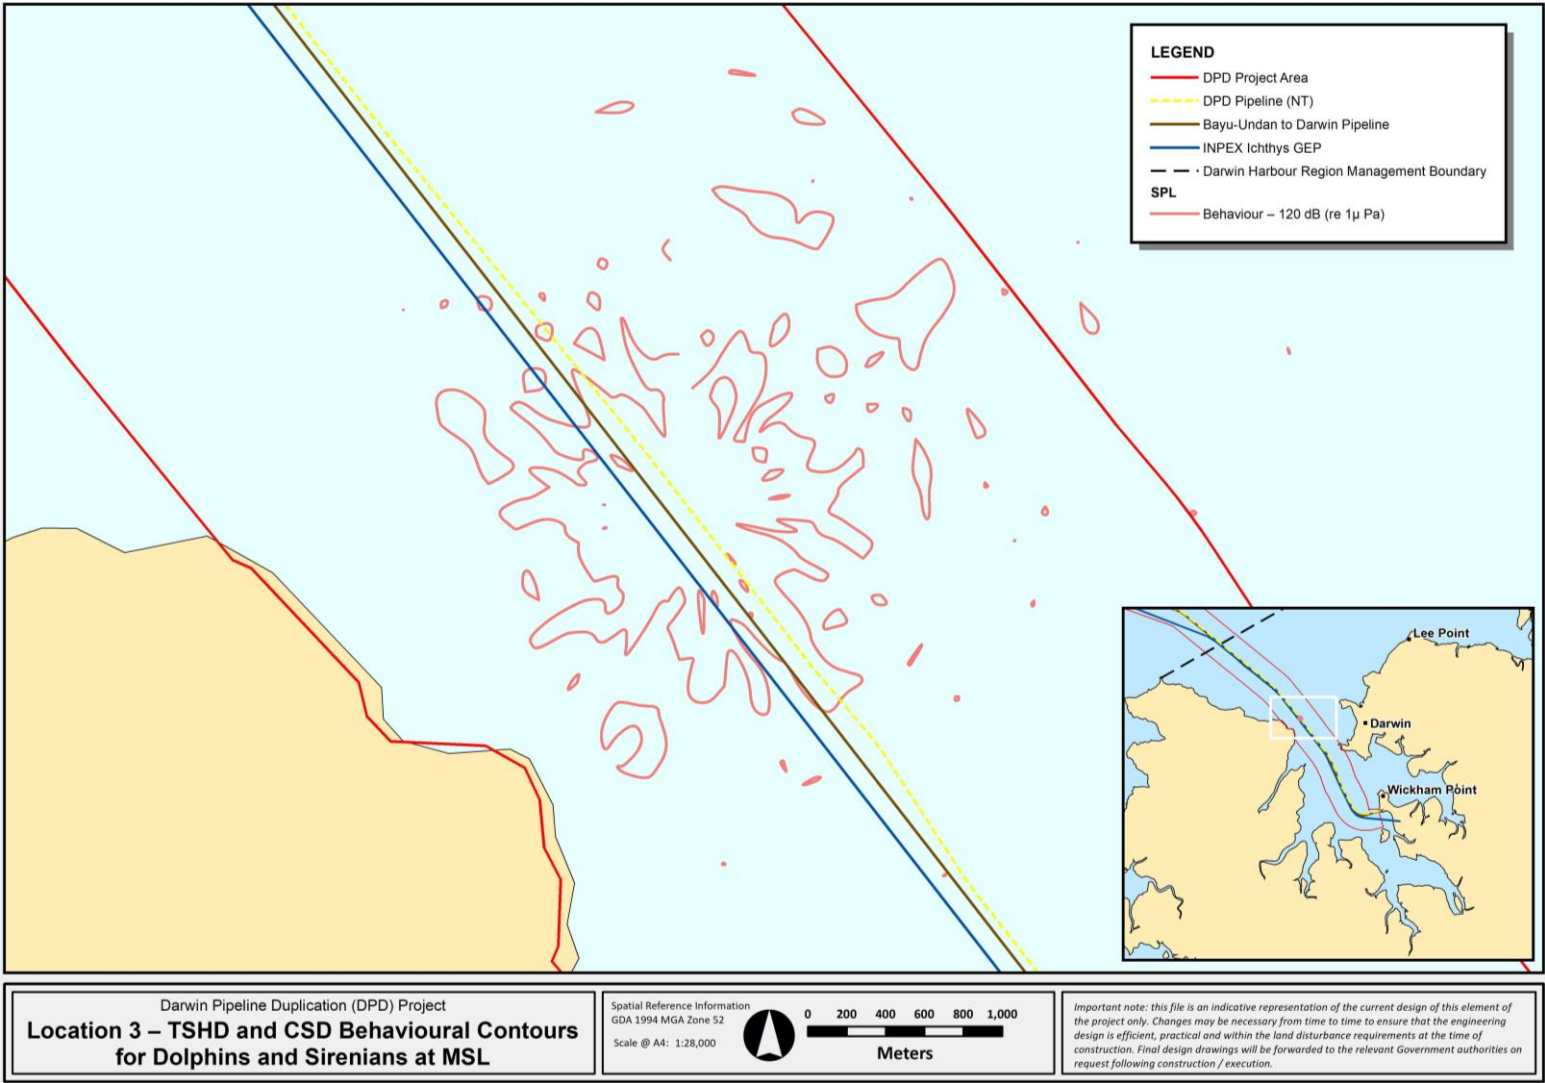 LEGEND
DPD Project Area
DPD Pipeline (NT)
Bayu-Undan to Darwin Pipeline
INPEX Ichthys GEP
Darwin Harbour Region Management Boundary
SPL
Behaviour – 120 dB (re 1μ Pa)
Lee Point
Darwin
Wickham Point
Darwin Pipeline Duplication (DPD) Project
Location 3 – TSHD and CSD Behavioural Contours
for Dolphins and Sirenians at MSL
Spatial Reference Information
GDA 1994 MGA Zone 52
Scale @ A4: 1:28,000
0 200 400 600 800 1,000
Meters
Important note: this file is an indicative representation of the current design of this element of
the project only. Changes may be necessary from time to time to ensure that the engineering
design is efficient, practical and within the land disturbance requirements at the time of
construction. Final design drawings will be forwarded to the relevant Government authorities on
request following construction / execution.